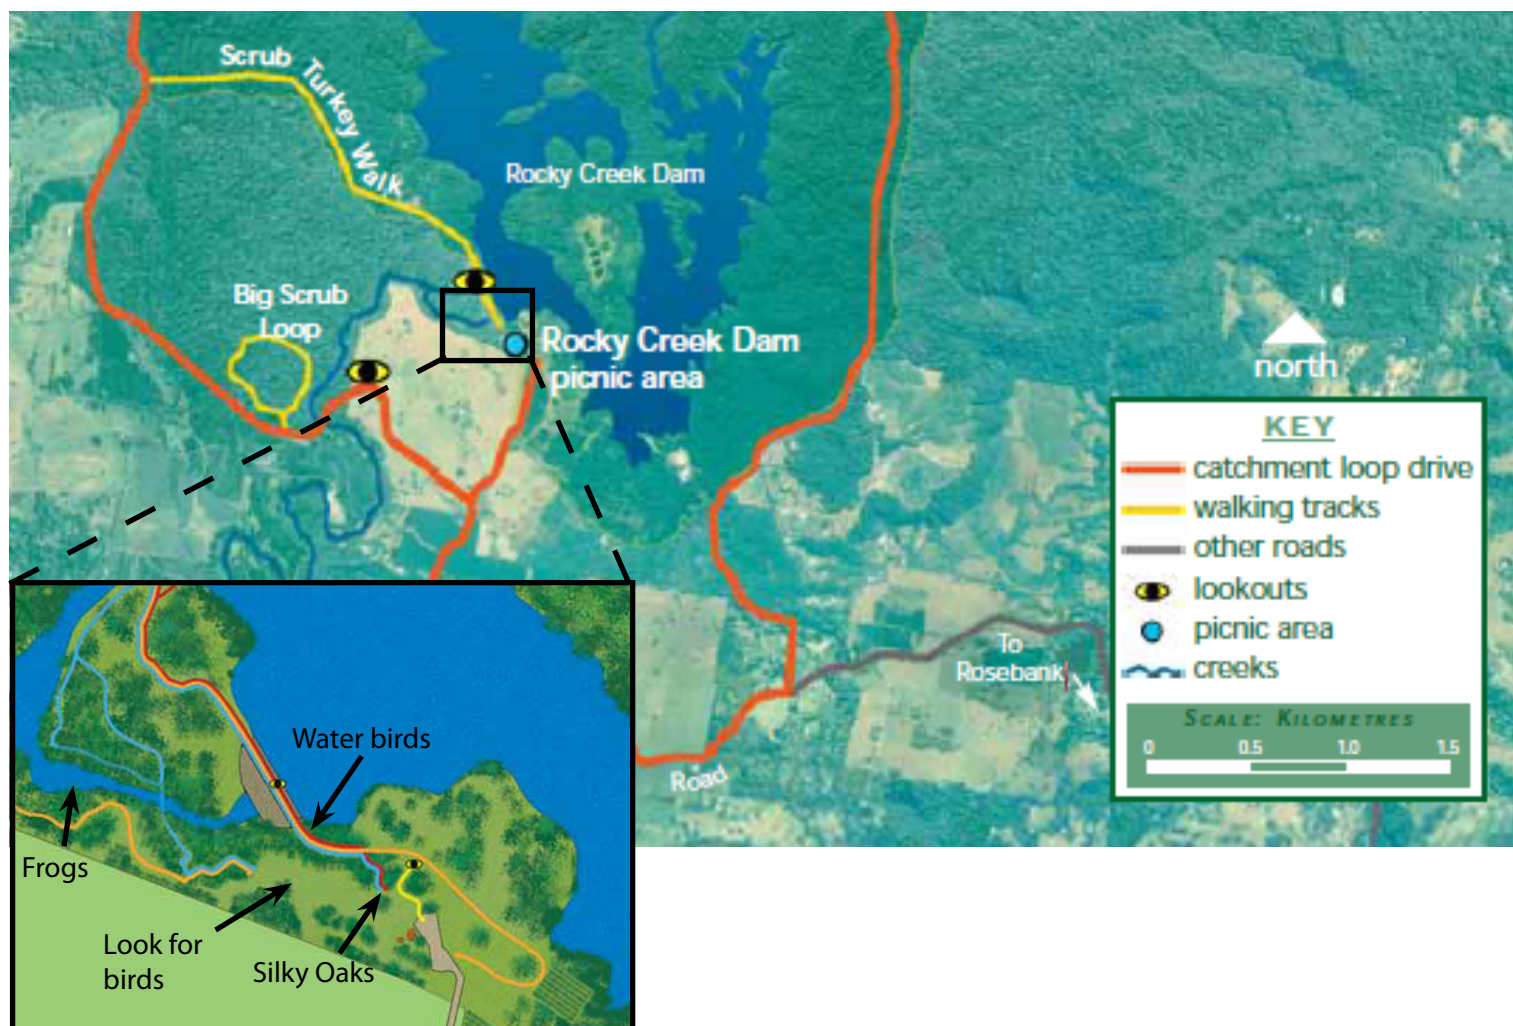 Scrub
Turkey Walk
Rocky Creek Dam
Big Scrub
Loop
Rocky Creek Dam
picnic area
north
KEY
catchment loop drive
walking tracks
other roads
lookouts
picnic area
creeks
SCALE: KILOMETRES
0 0.5 1.0 1.5
To
Rosebank
Road
Water birds
Frogs
Look for
birds
Silky Oaks